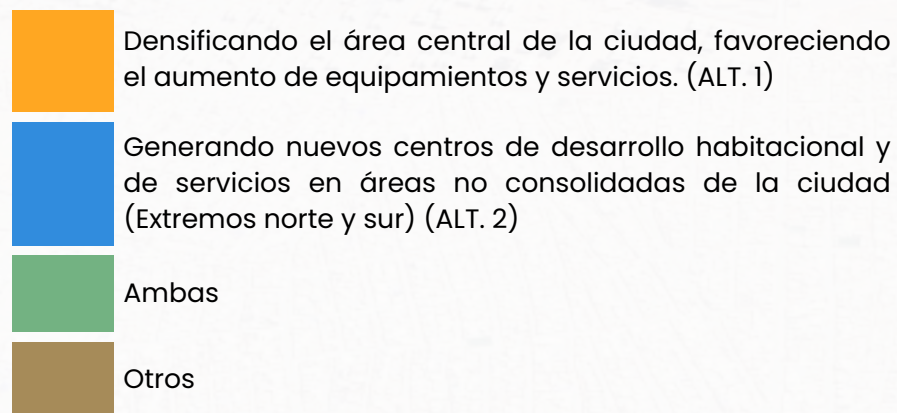 Densificando el área central de la ciudad, favoreciendo
el aumento de equipamientos y servicios. (ALT. 1)
Generando nuevos centros de desarrollo habitacional y
de servicios en áreas no consolidadas de la ciudad
(Extremos norte y sur) (ALT. 2)
Ambas
Otros